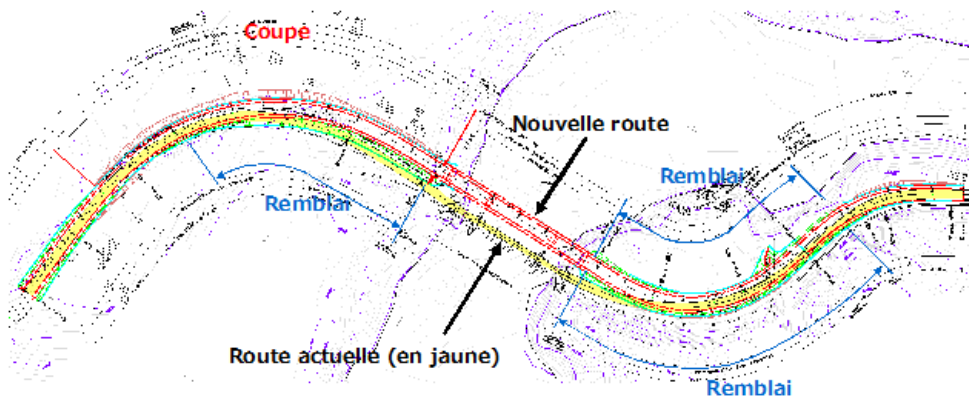 Coupe
Nouvelle route
Remblai
Remblai
Route actuelle (en jaune)
Remblai